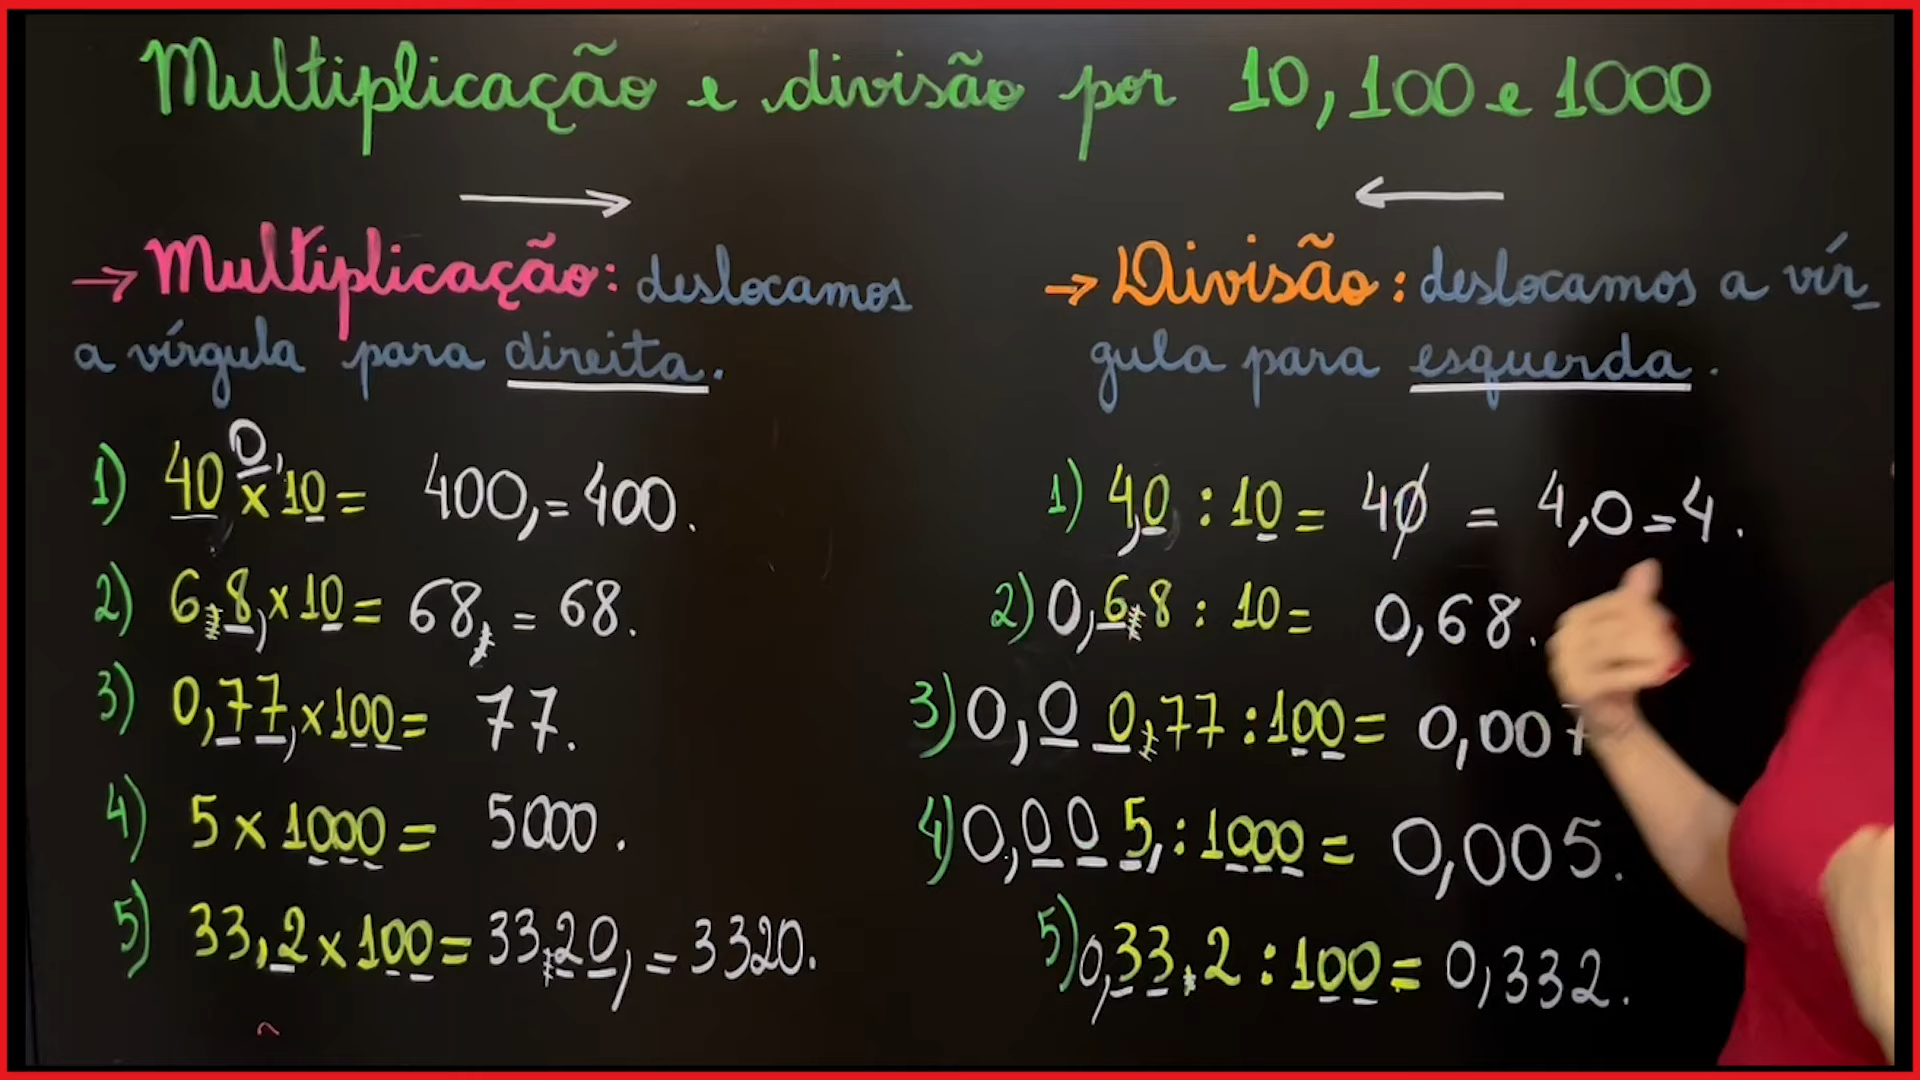 Multiplicação e divisão por 10, 100 e 1000
→ Multiplicação: deslocamos
a vírgula para direita.
1) 40 0, x 10 = 400, = 400.
2) 6,8, x 10 = 68, = 68.
3) 0,77, x 100 = 77.
4) 5 x 1000 = 5000.
5) 33,2 x 100 = 33,20, = 3320.
→ Divisão: deslocamos a vír-
gula para esquerda.
1) 4,0 : 10 = 40 = 4,0 = 4.
2) 0,6,8 : 10 = 0,68.
3) 0,0 0,77 : 100 = 0,007
4) 0,00 5, : 1000 = 0,005.
5) 0,33,2 : 100 = 0,332.